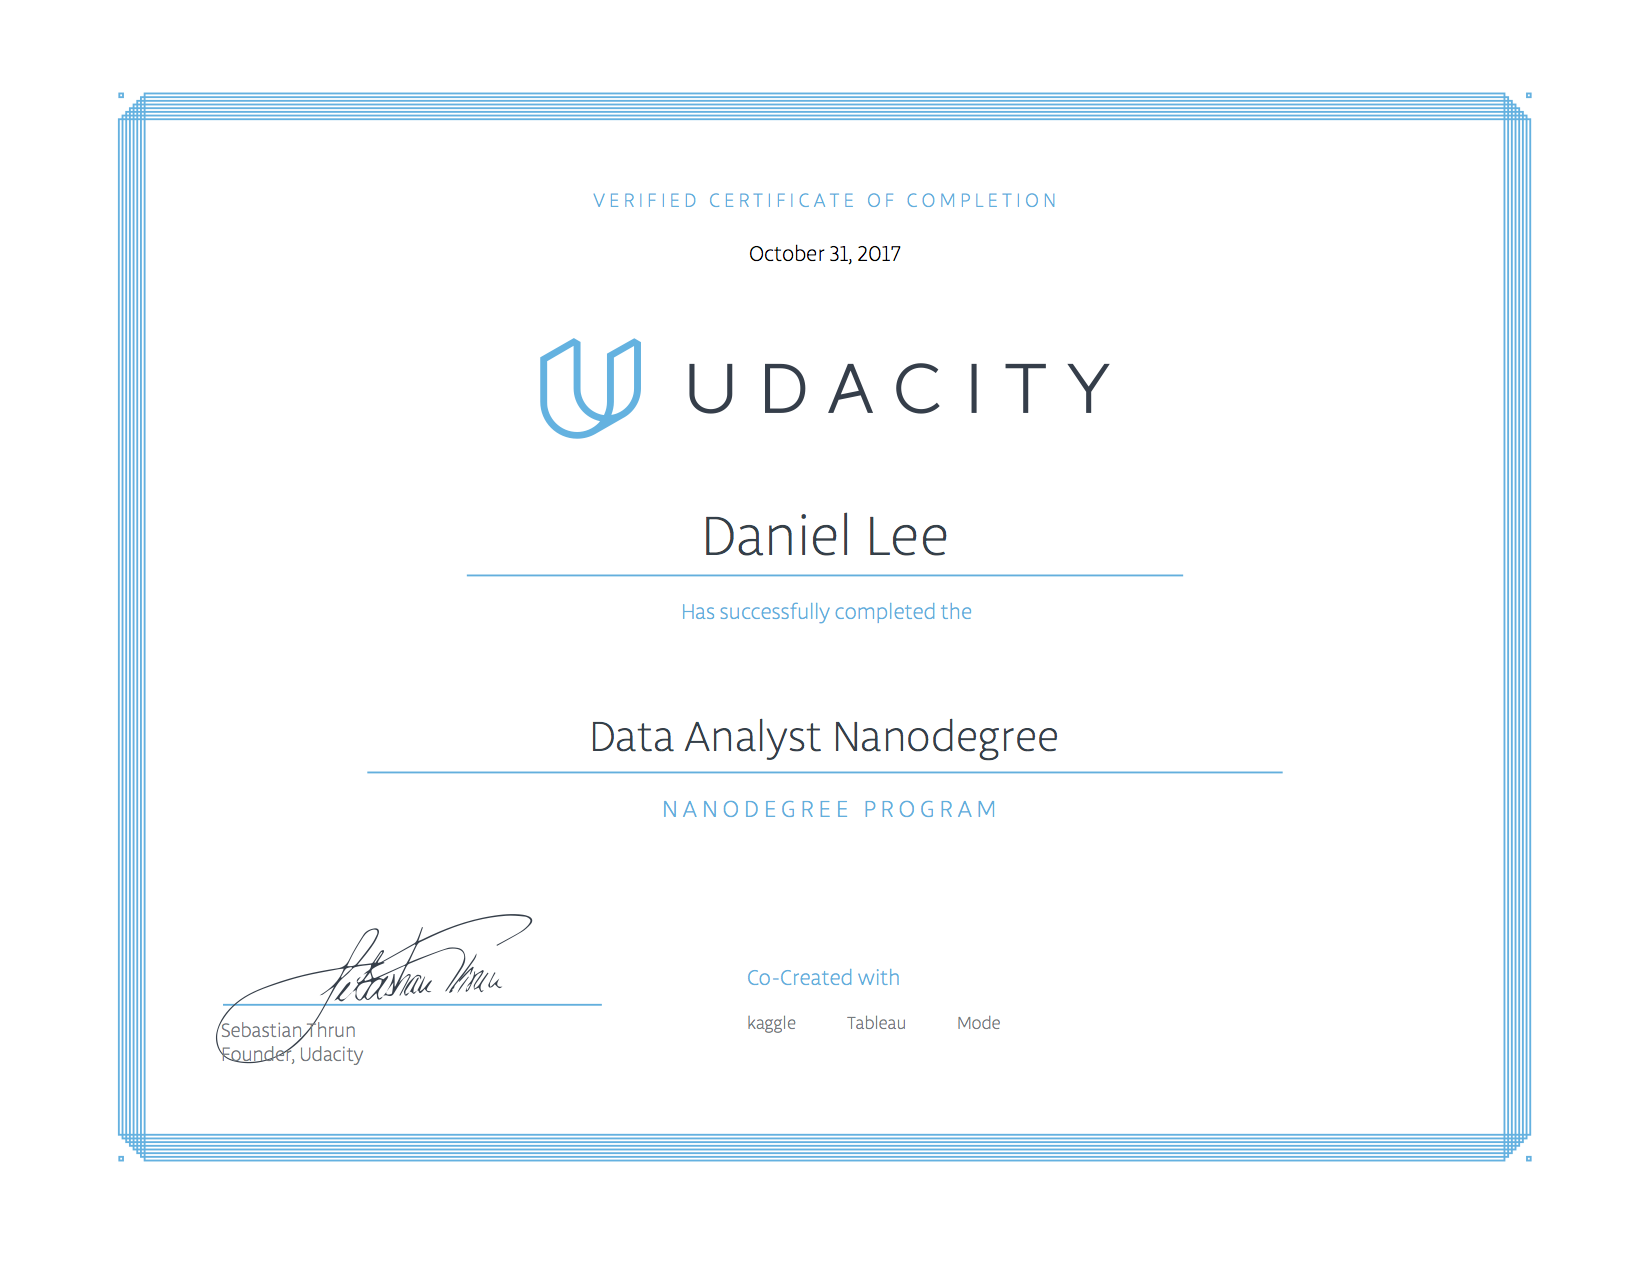 VERIFIED CERTIFICATE OF COMPLETION
October 31, 2017
UDACITY
Daniel Lee
Has successfully completed the
Data Analyst Nanodegree
NANODEGREE PROGRAM
Sebastian Thrun
Sebastian Thrun
Founder, Udacity
Co-Created with
kaggle Tableau Mode